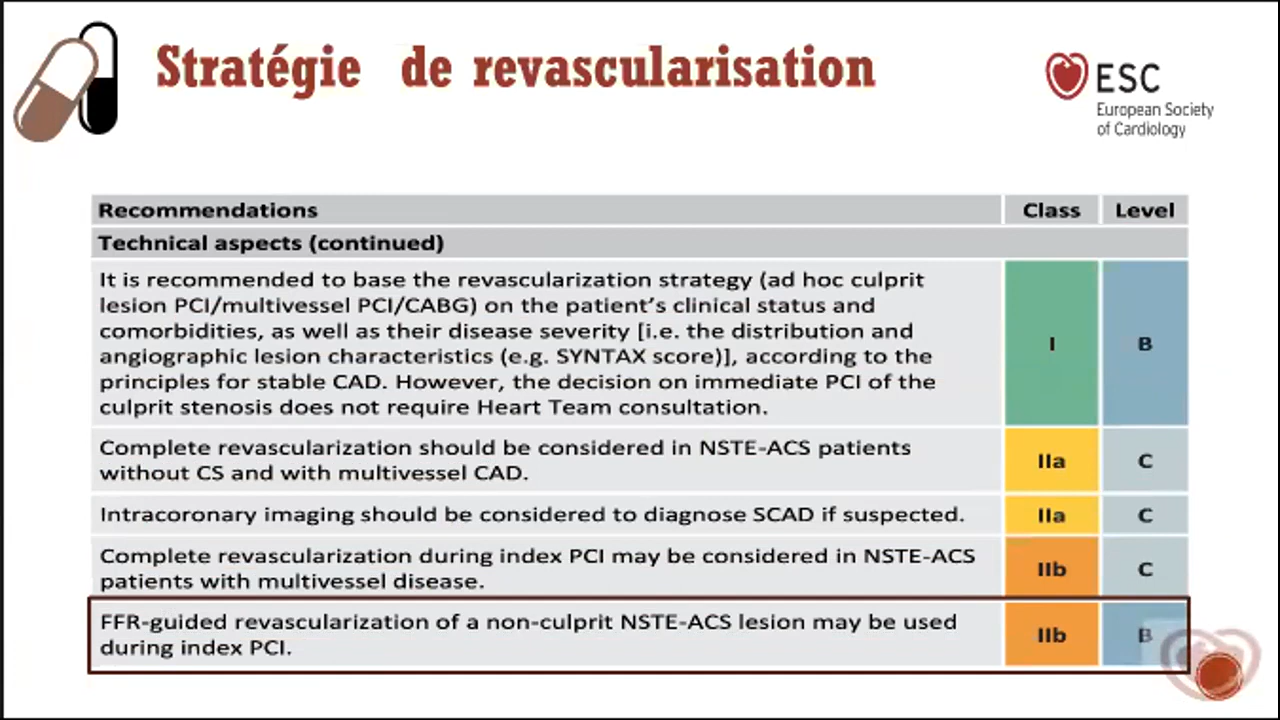 Stratégie de revascularisation
ESC
European Society
of Cardiology
Recommendations Class Level
Technical aspects (continued)
It is recommended to base the revascularization strategy (ad hoc culprit
lesion PCI/multivessel PCI/CABG) on the patient's clinical status and
comorbidities, as well as their disease severity [i.e. the distribution and
angiographic lesion characteristics (e.g. SYNTAX score)], according to the
principles for stable CAD. However, the decision on immediate PCI of the
culprit stenosis does not require Heart Team consultation.
I B
Complete revascularization should be considered in NSTE-ACS patients
without CS and with multivessel CAD.
IIa C
Intracoronary imaging should be considered to diagnose SCAD if suspected. IIa C
Complete revascularization during index PCI may be considered in NSTE-ACS
patients with multivessel disease.
IIb C
FFR-guided revascularization of a non-culprit NSTE-ACS lesion may be used
during index PCI.
IIb B